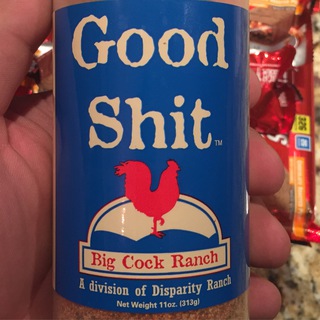 Good
Shit™
Big Cock Ranch
A division of Disparity Ranch
Net Weight 11oz. (313g)